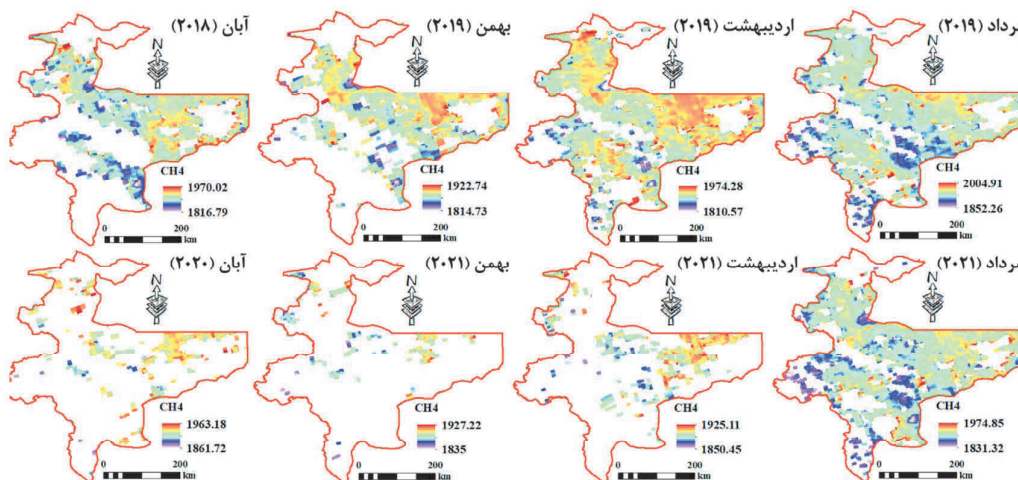 آبان (۲۰۱۸)
N
CH4
1970.02
1816.79
0 200
km
بهمن (۲۰۱۹)
N
CH4
1922.74
1814.73
0 200
km
اردیبهشت (۲۰۱۹)
N
CH4
1974.28
1810.57
0 200
km
مرداد (۲۰۱۹)
N
CH4
2004.91
1852.26
0 200
km
آبان (۲۰۲۰)
N
CH4
1963.18
1861.72
0 200
km
بهمن (۲۰۲۱)
N
CH4
1927.22
1835
0 200
km
اردیبهشت (۲۰۲۱)
N
CH4
1925.11
1850.45
0 200
km
مرداد (۲۰۲۱)
N
CH4
1974.85
1831.32
0 200
km